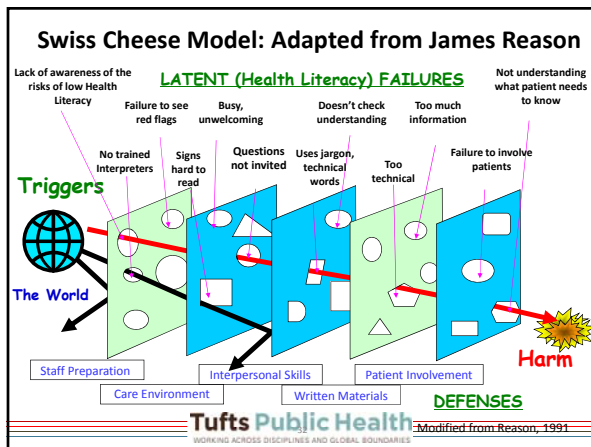 Swiss Cheese Model: Adapted from James Reason
LATENT (Health Literacy) FAILURES
Lack of awareness of the
risks of low Health
Literacy
Failure to see
red flags
Busy,
unwelcoming
Doesn't check
understanding
Too much
information
Not understanding
what patient needs
to know
No trained
Interpreters
Signs
hard to
read
Questions
not invited
Uses jargon,
technical
words
Too
technical
Failure to involve
patients
Triggers
The World
Harm
Staff Preparation
Care Environment
Interpersonal Skills
Written Materials
Patient Involvement
DEFENSES
Tufts Public Health
WORKING ACROSS DISCIPLINES AND GLOBAL BOUNDARIES
32
Modified from Reason, 1991